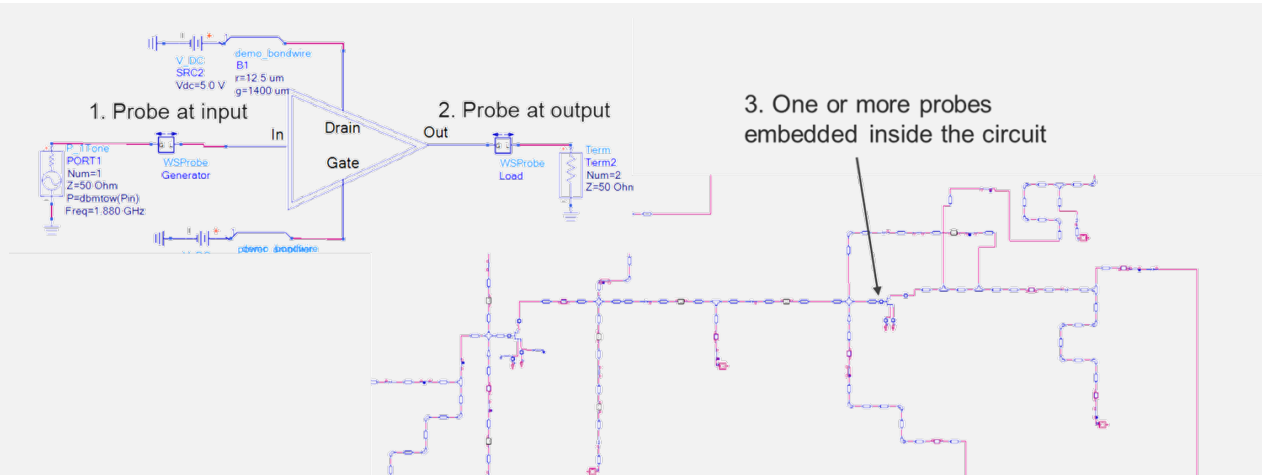 V_DC
SRC2
Vdc=5.0 V
demo_bondwire
B1
r=12.5 um
g=1400 um
1. Probe at input
2. Probe at output
3. One or more probes
embedded inside the circuit
In
Drain
Out
Gate
PORT1
Num=1
Z=50 Ohm
P=dbmtow(Pin)
Freq=1.880 GHz
WSProbe
Generator
WSProbe
Load
Term
Term2
Num=2
Z=50 Ohm